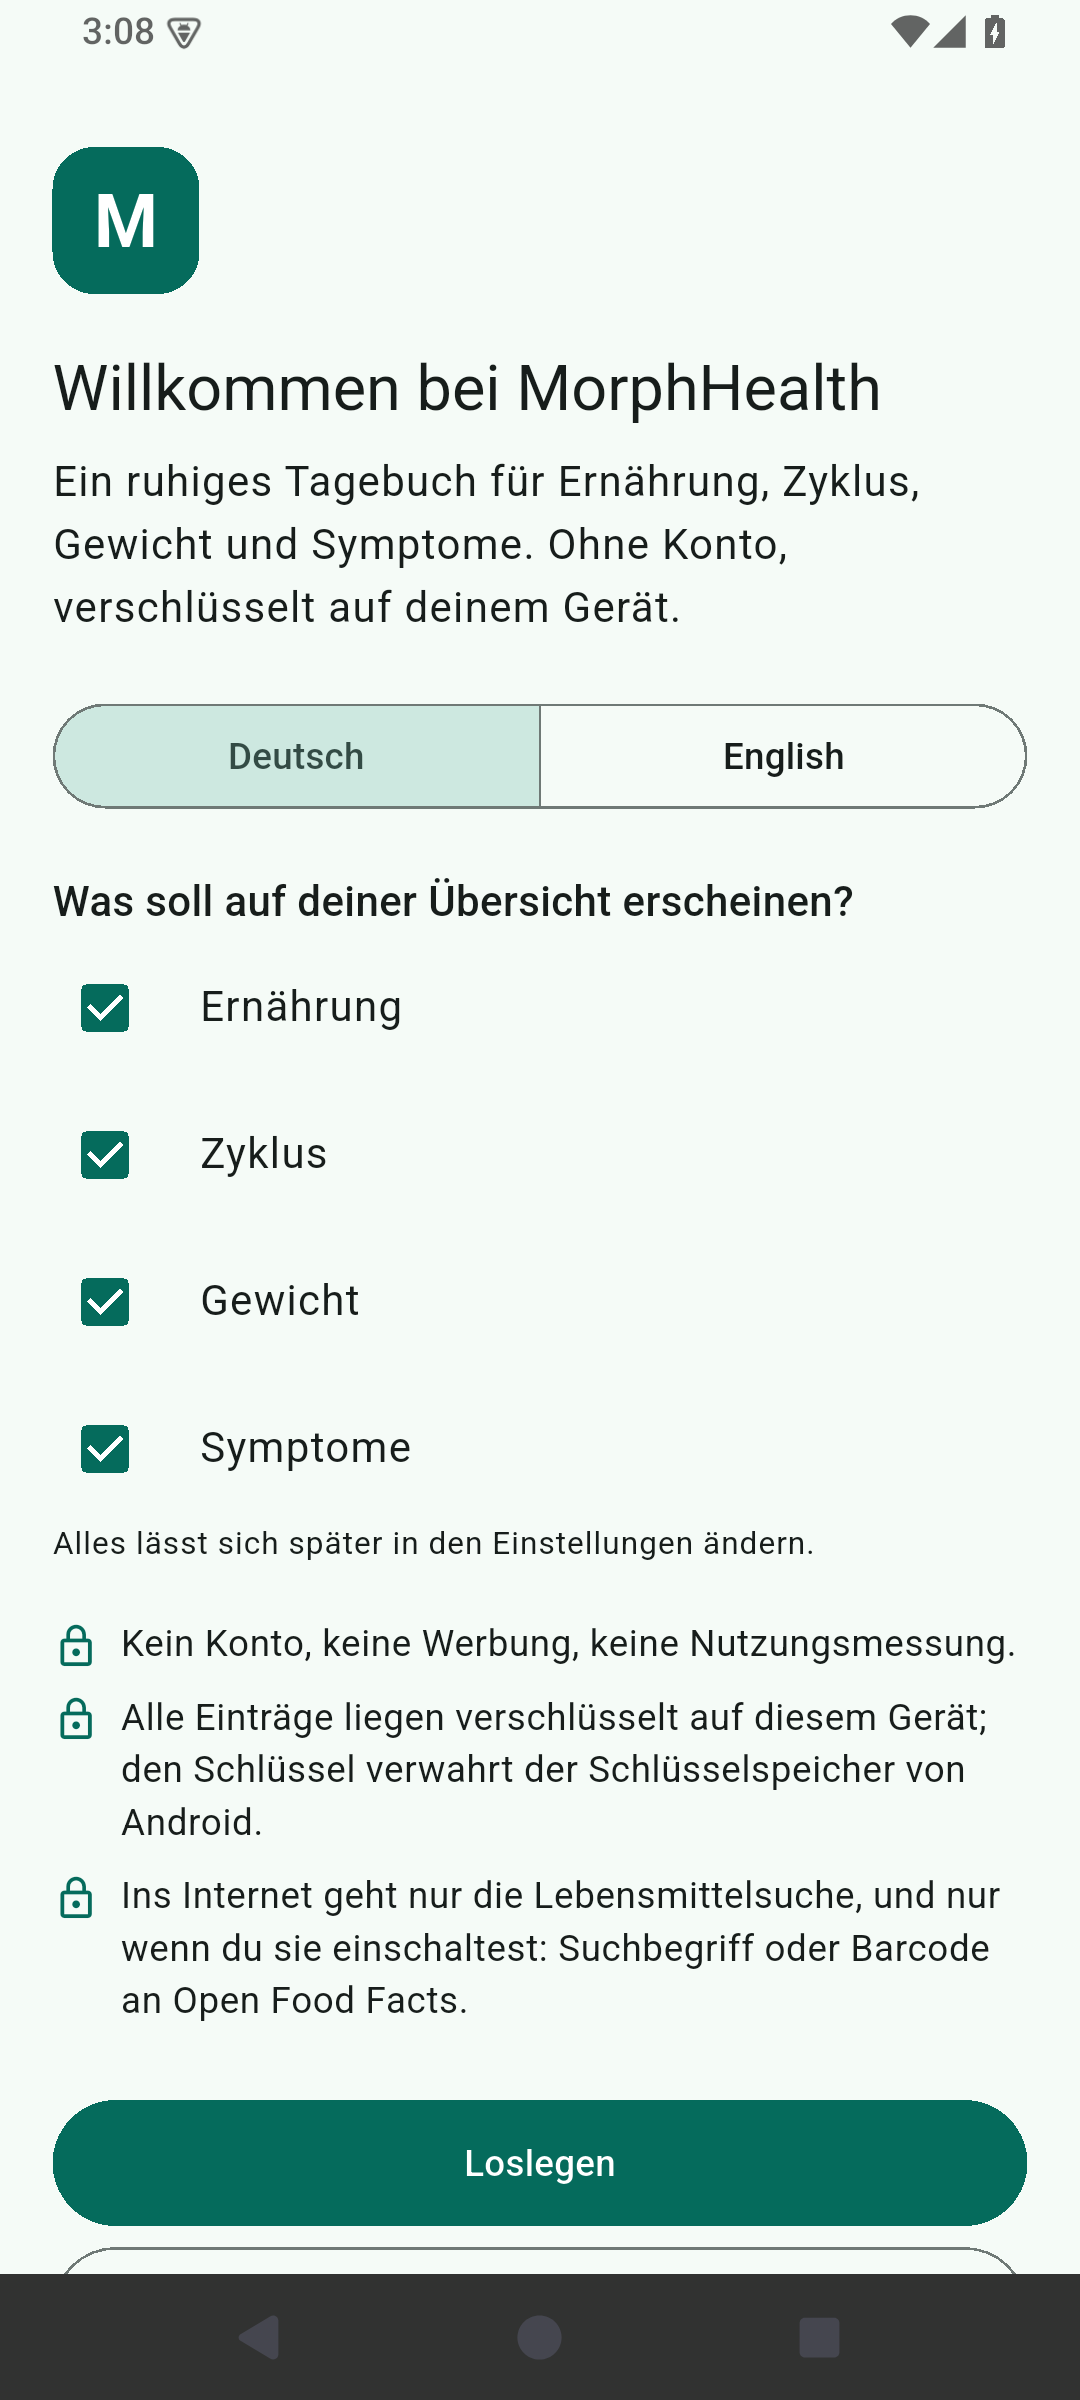 3:08
M
Willkommen bei MorphHealth
Ein ruhiges Tagebuch für Ernährung, Zyklus,
Gewicht und Symptome. Ohne Konto,
verschlüsselt auf deinem Gerät.
Deutsch
English
Was soll auf deiner Übersicht erscheinen?
Ernährung
Zyklus
Gewicht
Symptome
Alles lässt sich später in den Einstellungen ändern.
Kein Konto, keine Werbung, keine Nutzungsmessung.
Alle Einträge liegen verschlüsselt auf diesem Gerät;
den Schlüssel verwahrt der Schlüsselspeicher von
Android.
Ins Internet geht nur die Lebensmittelsuche, und nur
wenn du sie einschaltest: Suchbegriff oder Barcode
an Open Food Facts.
Loslegen